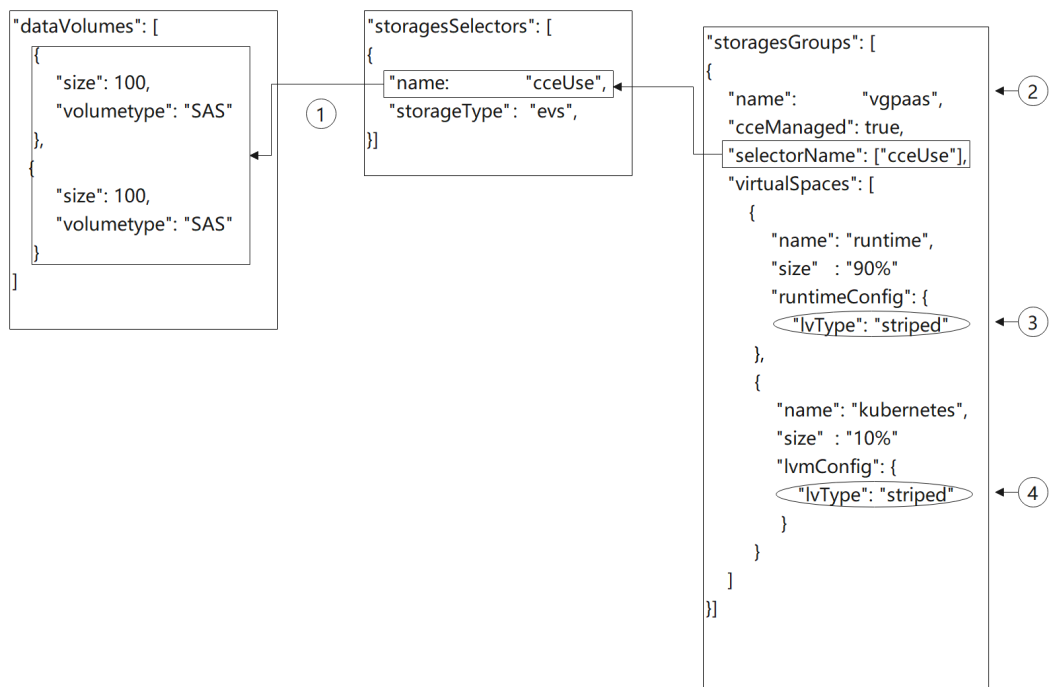 "dataVolumes": [
{
"size": 100,
"volumetype": "SAS"
},
{
"size": 100,
"volumetype": "SAS"
}
]
1
"storagesSelectors": [
{
"name: "cceUse",
"storageType": "evs",
}]
"storagesGroups": [
{
"name": "vgpaas",
"cceManaged": true,
"selectorName": ["cceUse"],
"virtualSpaces": [
{
"name": "runtime",
"size" : "90%"
"runtimeConfig": {
"lvType": "striped"
},
{
"name": "kubernetes",
"size" : "10%"
"lvmConfig": {
"lvType": "striped"
}
}
]
}]
2
3
4